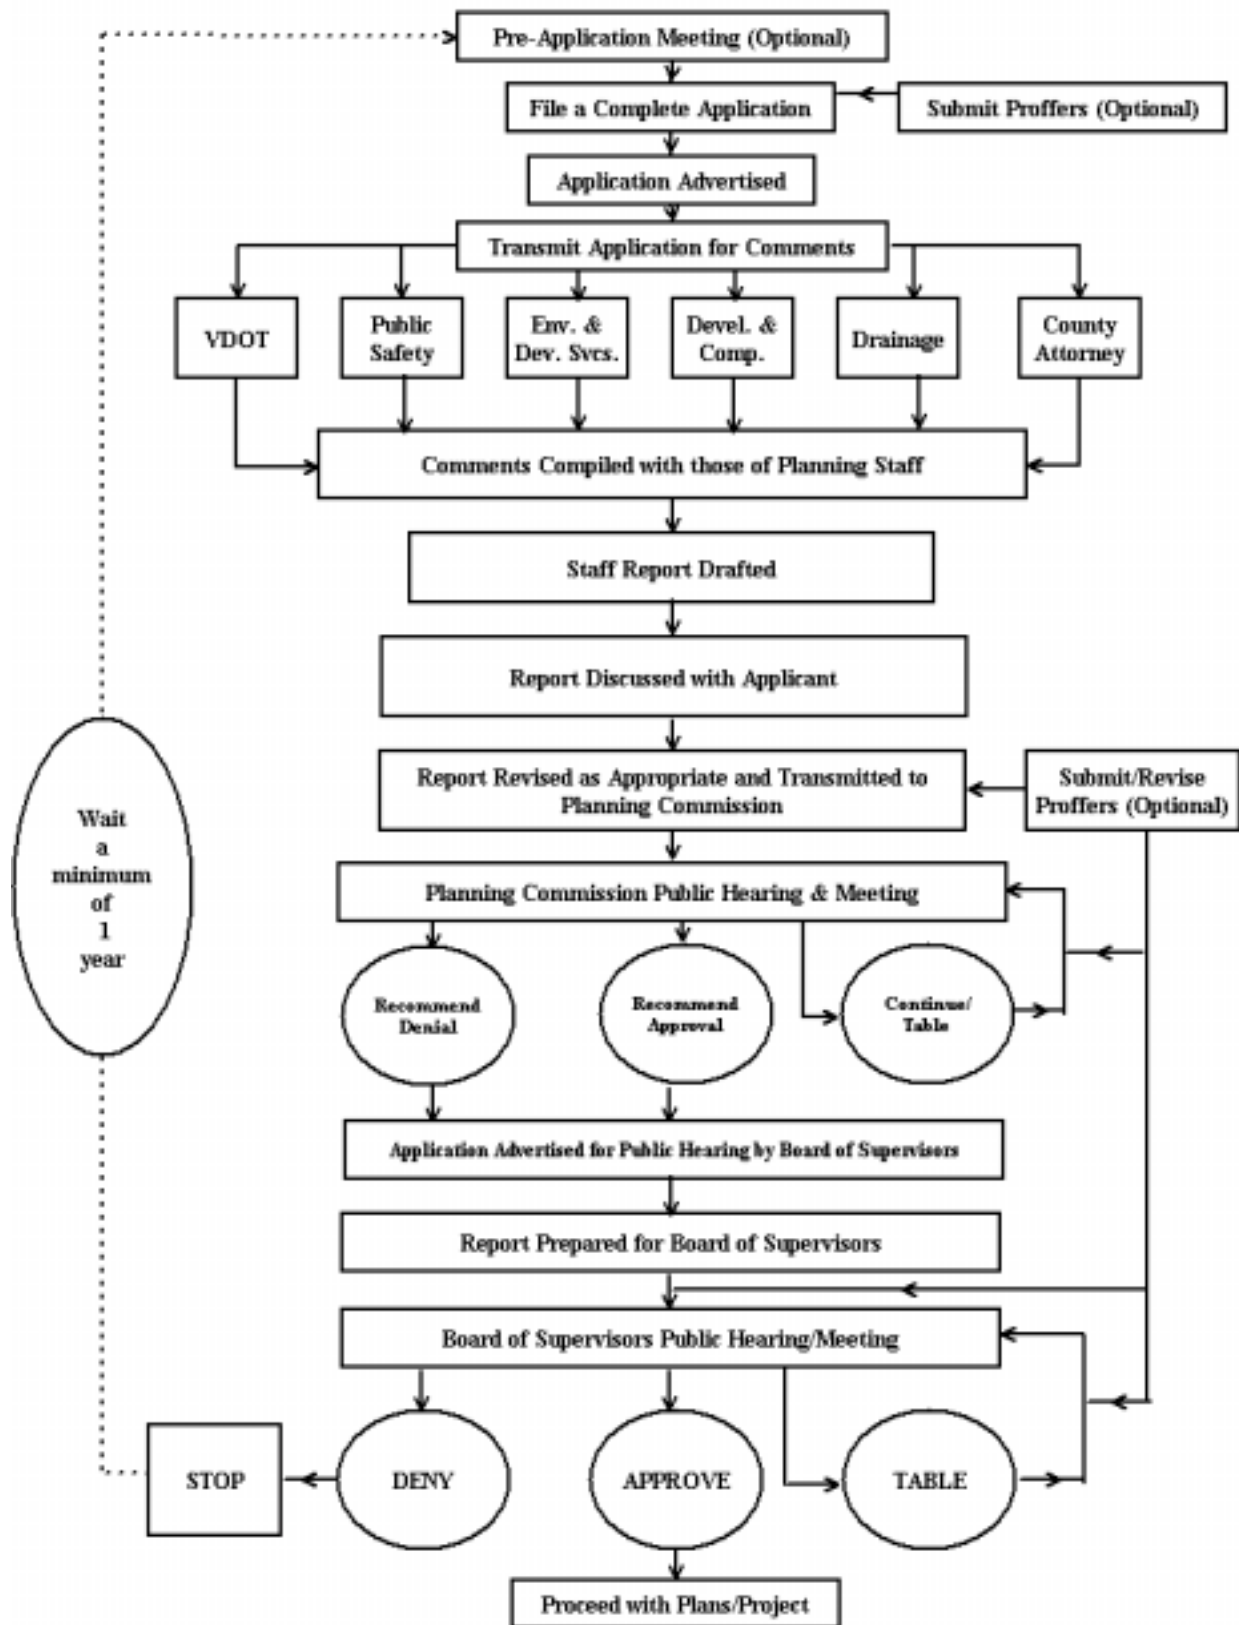 Pre-Application Meeting (Optional)
File a Complete Application
Submit Proffers (Optional)
Application Advertised
Transmit Application for Comments
VDOT
Public
Safety
Env. &
Dev. Svcs.
Devel. &
Comp.
Drainage
County
Attorney
Comments Compiled with those of Planning Staff
Staff Report Drafted
Report Discussed with Applicant
Report Revised as Appropriate and Transmitted to
Planning Commission
Submit/Revise
Proffers (Optional)
Wait
a
minimum
of
1
year
Planning Commission Public Hearing & Meeting
Recommend
Denial
Recommend
Approval
Continue/
Table
Application Advertised for Public Hearing by Board of Supervisors
Report Prepared for Board of Supervisors
Board of Supervisors Public Hearing/Meeting
STOP
DENY
APPROVE
TABLE
Proceed with Plans/Project